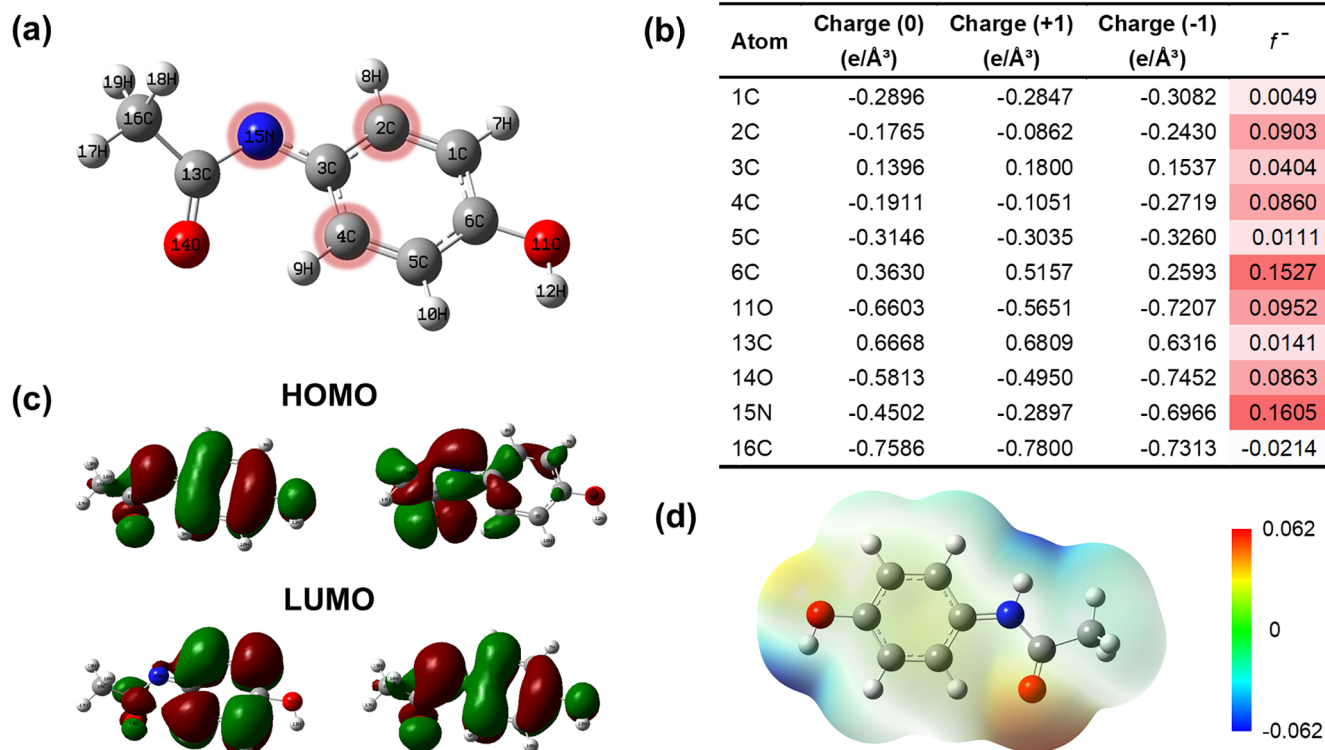 (a)
19H 18H
16C
17H
13C
14O
15N
3C
8H
2C
7H
1C
4C
9H
6C
5C
10H
11O
12H
(b)
Atom Charge (0) (e/Å³) Charge (+1) (e/Å³) Charge (-1) (e/Å³) f⁻
1C -0.2896 -0.2847 -0.3082 0.0049
2C -0.1765 -0.0862 -0.2430 0.0903
3C 0.1396 0.1800 0.1537 0.0404
4C -0.1911 -0.1051 -0.2719 0.0860
5C -0.3146 -0.3035 -0.3260 0.0111
6C 0.3630 0.5157 0.2593 0.1527
11O -0.6603 -0.5651 -0.7207 0.0952
13C 0.6668 0.6809 0.6316 0.0141
14O -0.5813 -0.4950 -0.7452 0.0863
15N -0.4502 -0.2897 -0.6966 0.1605
16C -0.7586 -0.7800 -0.7313 -0.0214
(c)
HOMO
LUMO
(d)
0.062
0
-0.062